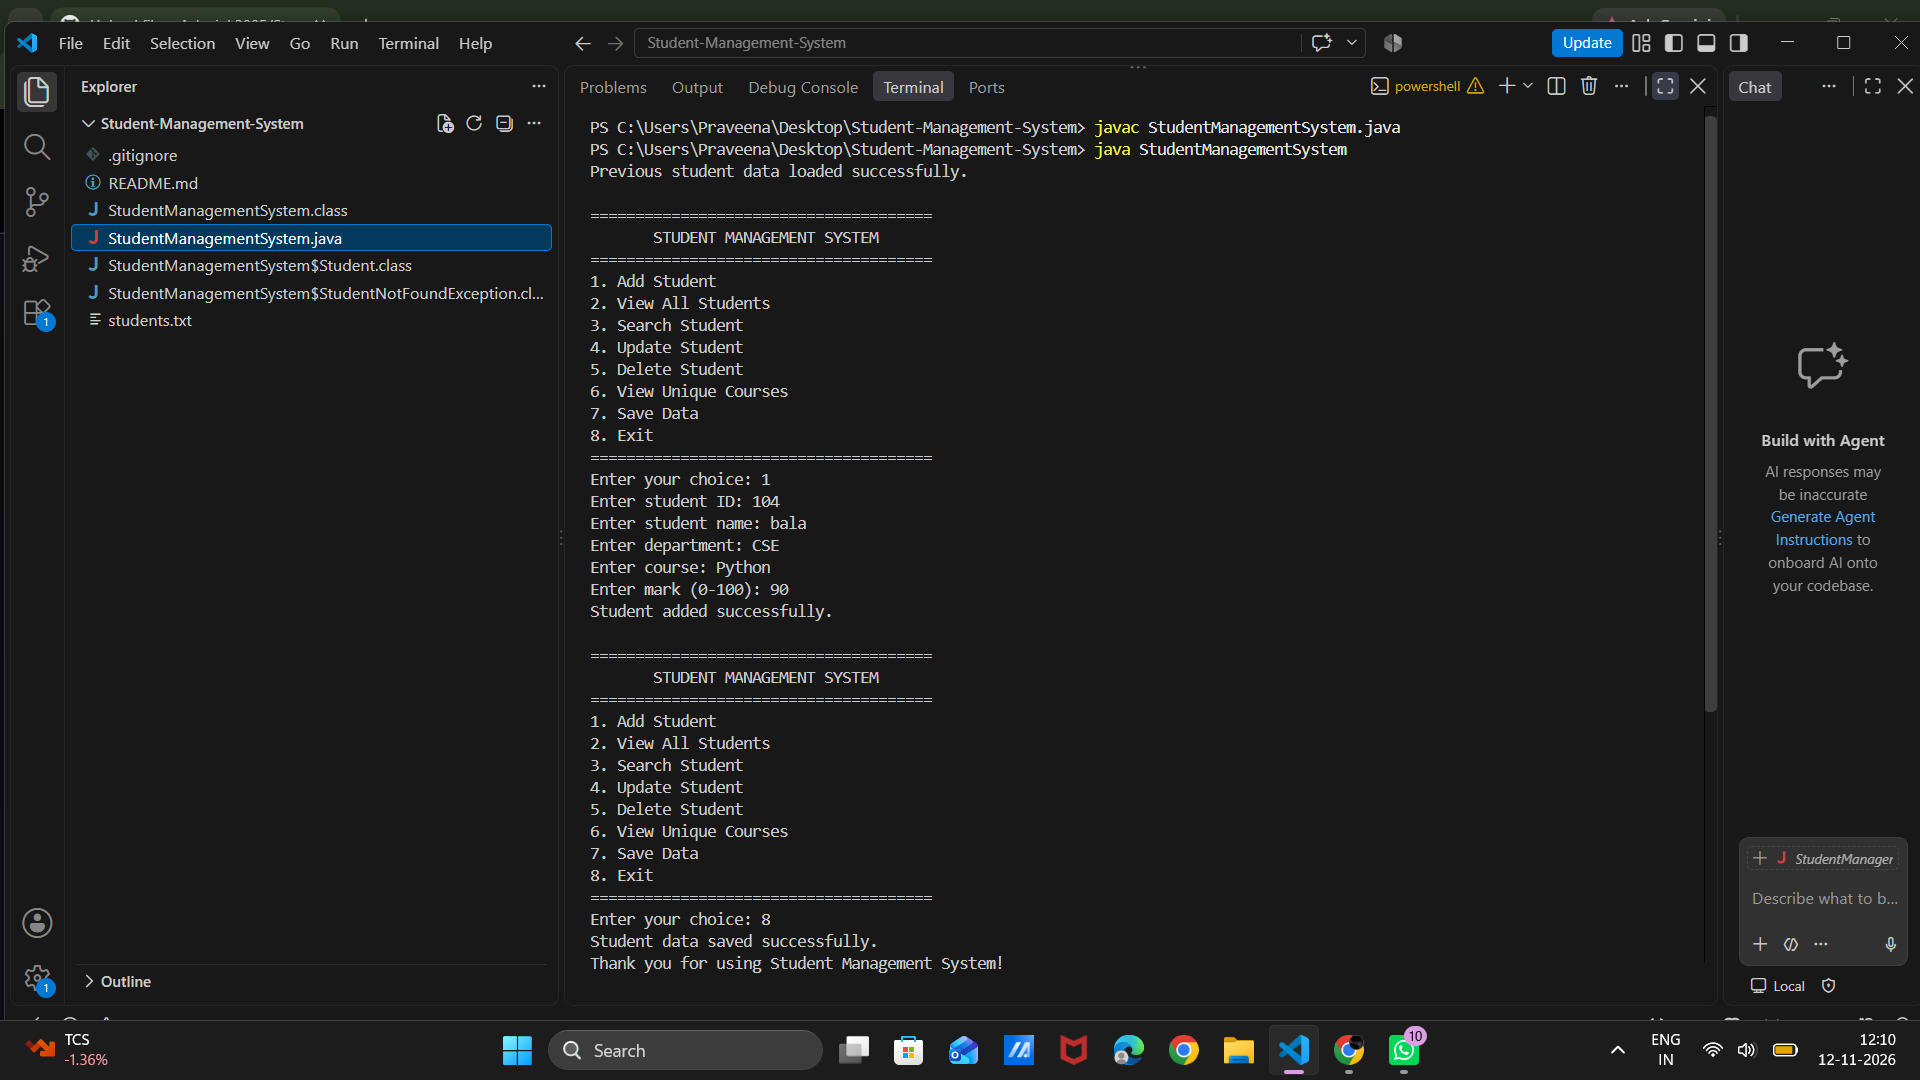 File Edit Selection View Go Run Terminal Help
Student-Management-System
Update
Explorer
Student-Management-System
.gitignore
README.md
StudentManagementSystem.class
StudentManagementSystem.java
StudentManagementSystem$Student.class
StudentManagementSystem$StudentNotFoundException.cl...
students.txt
Outline
1
1
Problems Output Debug Console Terminal Ports
powershell
PS C:\Users\Praveena\Desktop\Student-Management-System> javac StudentManagementSystem.java
PS C:\Users\Praveena\Desktop\Student-Management-System> java StudentManagementSystem
Previous student data loaded successfully.
======================================
STUDENT MANAGEMENT SYSTEM
======================================
1. Add Student
2. View All Students
3. Search Student
4. Update Student
5. Delete Student
6. View Unique Courses
7. Save Data
8. Exit
======================================
Enter your choice: 1
Enter student ID: 104
Enter student name: bala
Enter department: CSE
Enter course: Python
Enter mark (0-100): 90
Student added successfully.
======================================
STUDENT MANAGEMENT SYSTEM
======================================
1. Add Student
2. View All Students
3. Search Student
4. Update Student
5. Delete Student
6. View Unique Courses
7. Save Data
8. Exit
======================================
Enter your choice: 8
Student data saved successfully.
Thank you for using Student Management System!
Chat
Build with Agent
AI responses may
be inaccurate
Generate Agent
Instructions to
onboard AI onto
your codebase.
StudentManager
Describe what to b...
Local
TCS
-1.36%
Search
10
ENG
IN
12:10
12-11-2026